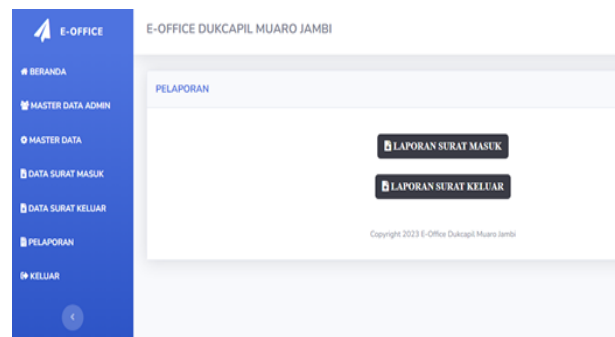 E-OFFICE
E-OFFICE DUKCAPIL MUARO JAMBI
BERANDA
MASTER DATA ADMIN
MASTER DATA
DATA SURAT MASUK
DATA SURAT KELUAR
PELAPORAN
KELUAR
PELAPORAN
LAPORAN SURAT MASUK
LAPORAN SURAT KELUAR
Copyright 2023 E-Office Dukcapil Muaro Jambi